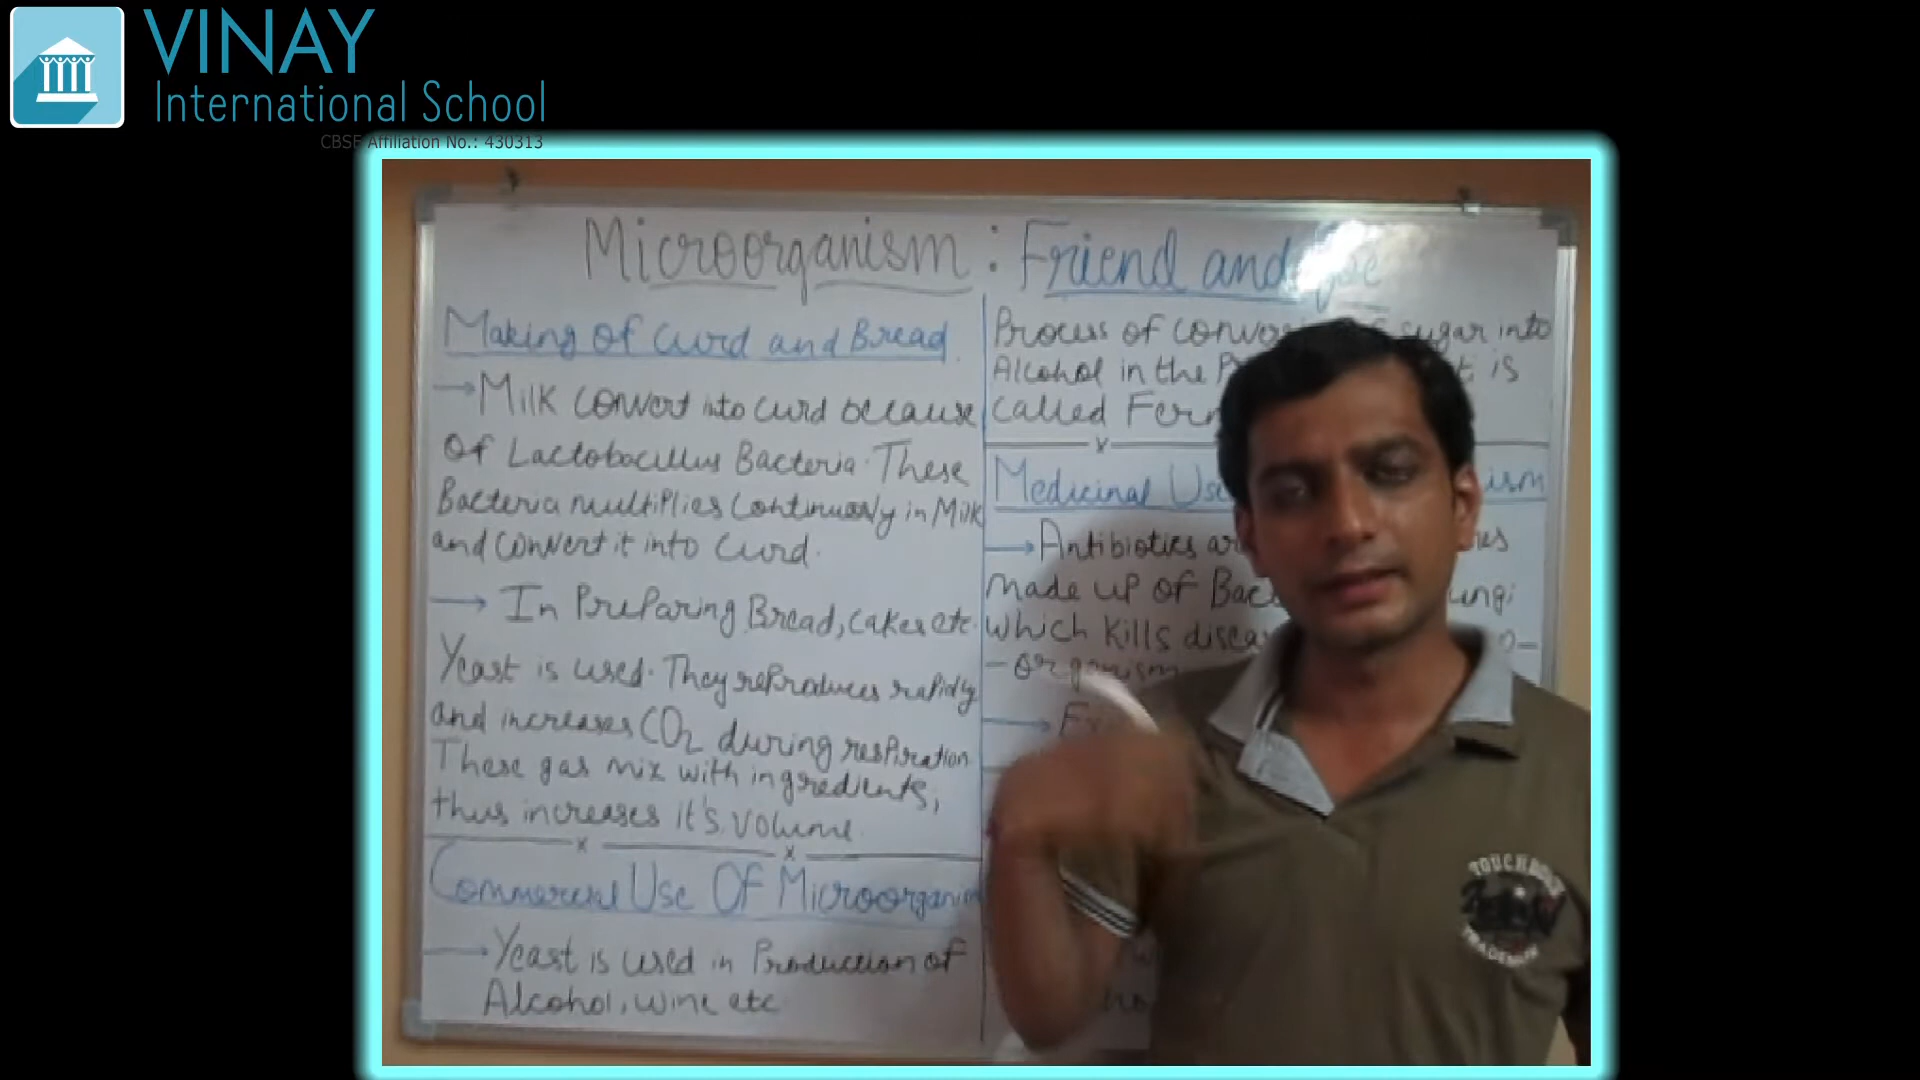 VINAY
International School
CBSE Affiliation No.: 430313
Microorganism : Friend and
Making of Curd and Bread
→ Milk convert into curd because
of Lactobacillus Bacteria. These
Bacteria multiplies continuously in Milk
and convert it into Curd.
→ In Preparing Bread, cakes etc.
Yeast is used. They reproduces rapidly
and increases CO2 during respiration
These gas mix with ingredients,
thus increases it's volume
Commercial Use Of Microorganism
→ Yeast is used in Production of
Alcohol, wine etc
Process of conver sugar into
Alcohol in the is
called
Medicinal Use
→ Antibiotics
made up of
which kills
-organism
TOUCHDOWN